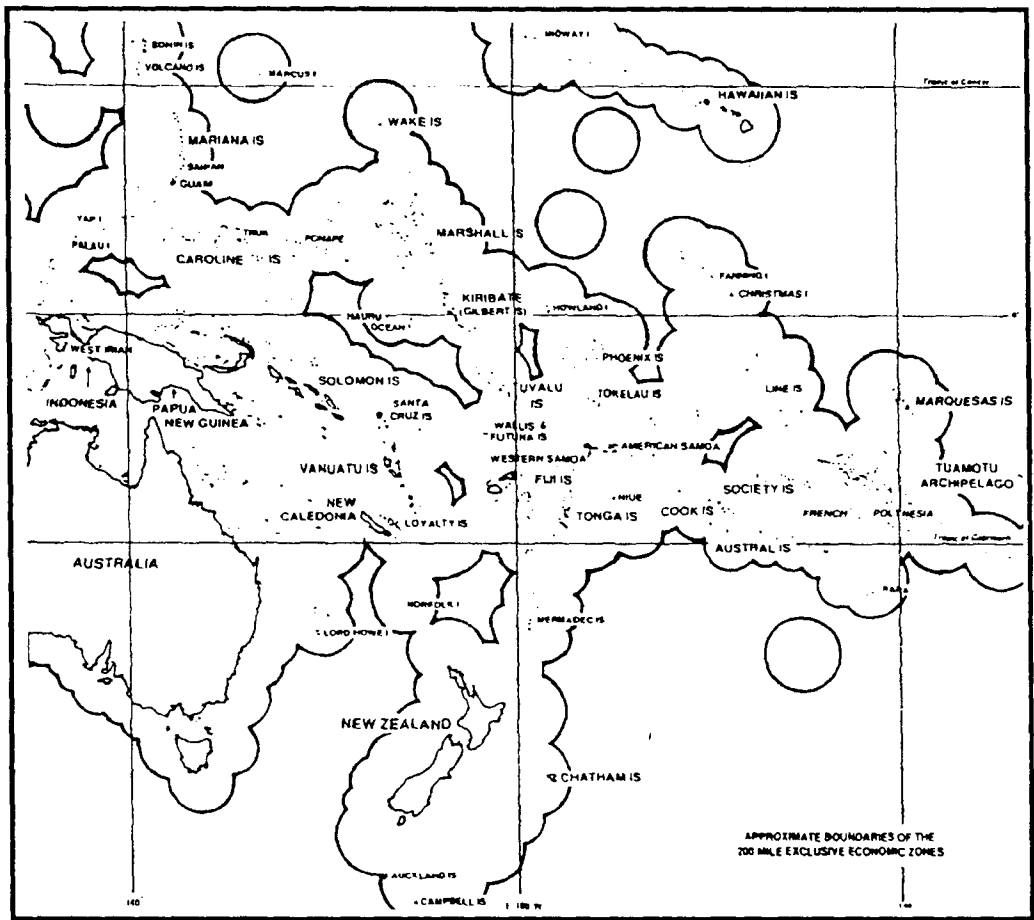 BONIN IS
VOLCANO IS
MARCUS I
MIDWAY I
Tropic of Cancer
HAWAIIAN IS
WAKE IS
MARIANA IS
SAIPAN
GUAM
YAP I
TRUK
PONAPE
MARSHALL IS
PALAU I
CAROLINE IS
FANNING I
CHRISTMAS I
KIRIBATE
(GILBERT IS)
HOWLAND I
NAURU
OCEAN I
0°
WEST IRIAN
PHOENIX IS
SOLOMON IS
UVALU
IS
TOKELAU IS
LINE IS
INDONESIA
PAPUA
NEW GUINEA
SANTA
CRUZ IS
MARQUESAS IS
WALLIS &
FUTUNA IS
AMERICAN SAMOA
WESTERN SAMOA
VANUATU IS
FIJI IS
TUAMOTU
ARCHIPELAGO
SOCIETY IS
NEW
CALEDONIA
LOYALTY IS
NIUE
TONGA IS
COOK IS
FRENCH POLYNESIA
Tropic of Capricorn
AUSTRAL IS
AUSTRALIA
RAPA
NORFOLK I
LORD HOWE I
KERMADEC IS
NEW ZEALAND
CHATHAM IS
APPROXIMATE BOUNDARIES OF THE
200 MILE EXCLUSIVE ECONOMIC ZONES
AUCKLAND IS
CAMPBELL IS
140
180